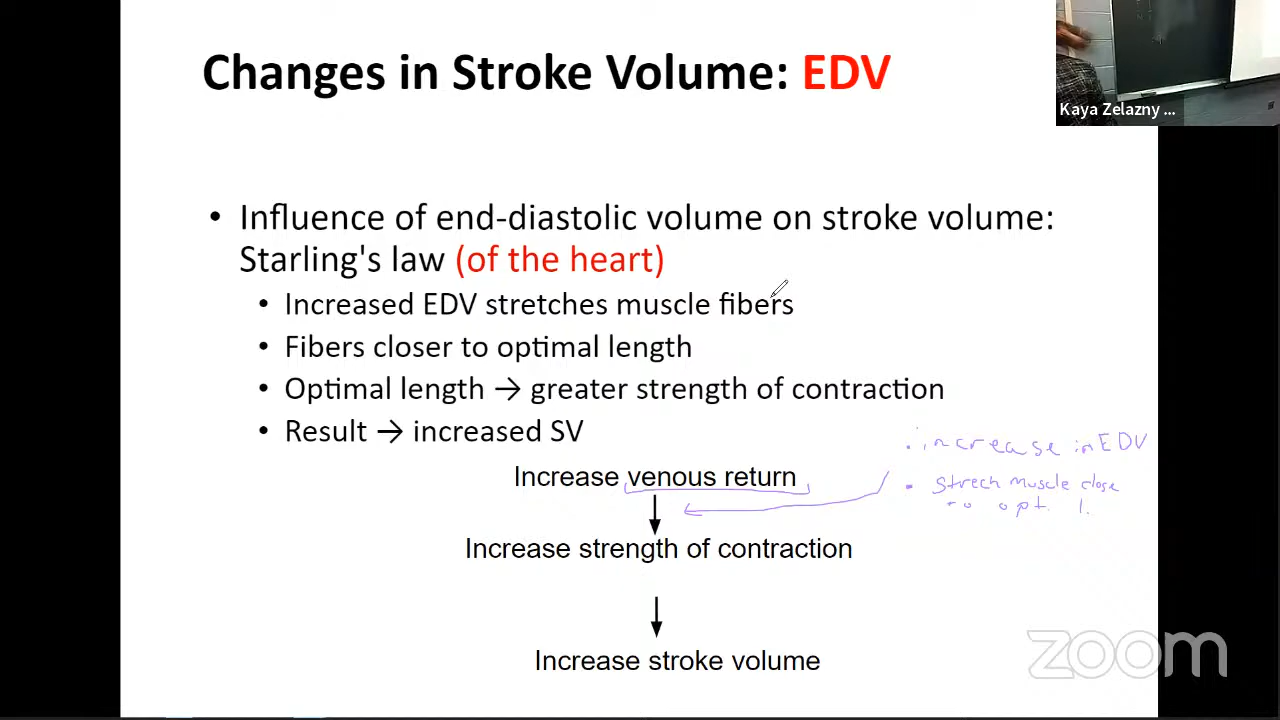 Changes in Stroke Volume: EDV
Kaya Zelazny ...
• Influence of end-diastolic volume on stroke volume:
Starling's law (of the heart)
• Increased EDV stretches muscle fibers
• Fibers closer to optimal length
• Optimal length → greater strength of contraction
• Result → increased SV
• increase in EDV
Increase venous return
• Strech muscle close
to opt. l.
Increase strength of contraction
Increase stroke volume
zoom